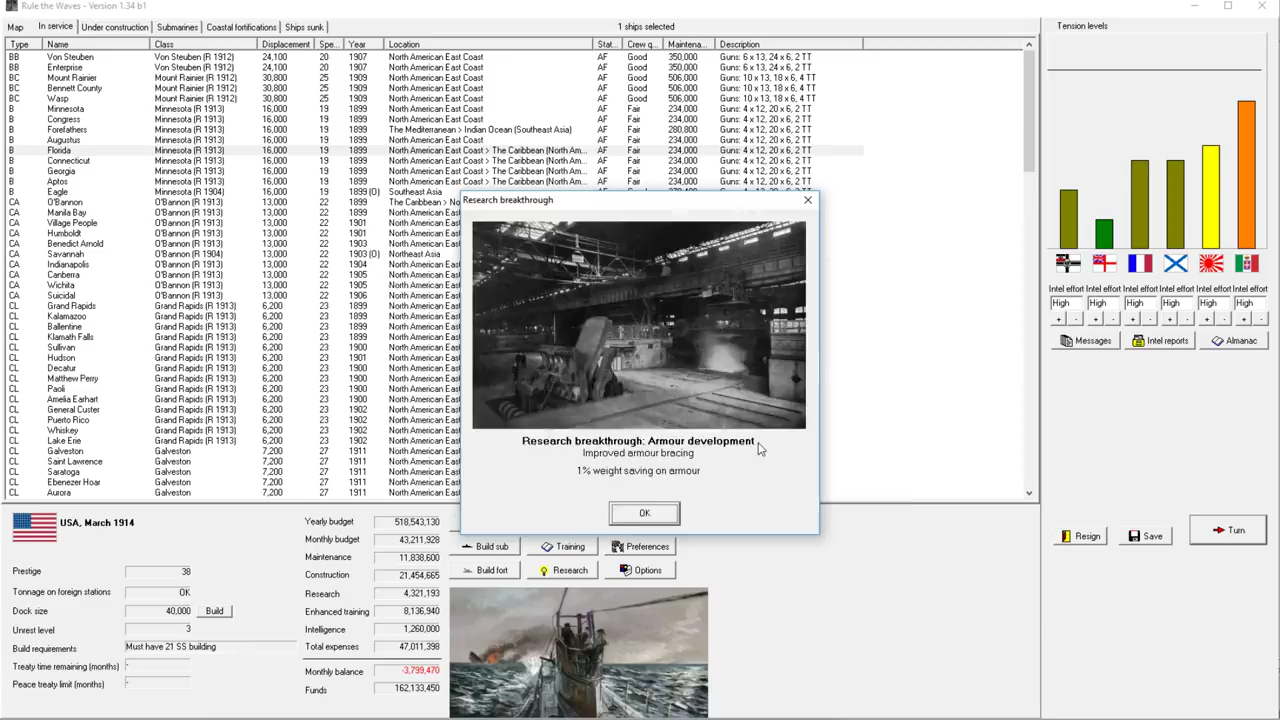 Rule the Waves - Version 1.34 b1
Map In service Under construction Submarines Coastal fortifications Ships sunk 1 ships selected
Type Name Class Displacement Spe... Year Location Stat... Crew q... Maintena... Description
BB Von Steuben Von Steuben (R 1912) 24,100 20 1907 North American East Coast AF Good 350,000 Guns: 6 x 13, 24 x 6, 2 TT
BB Enterprise Von Steuben (R 1912) 24,100 20 1907 North American East Coast AF Good 350,000 Guns: 6 x 13, 24 x 6, 2 TT
BC Mount Rainier Mount Rainier (R 1912) 30,800 25 1909 North American East Coast AF Good 506,000 Guns: 10 x 13, 18 x 6, 4 TT
BC Bennett County Mount Rainier (R 1912) 30,800 25 1909 North American East Coast AF Good 506,000 Guns: 10 x 13, 18 x 6, 4 TT
BC Wasp Mount Rainier (R 1912) 30,800 25 1909 North American East Coast AF Good 506,000 Guns: 10 x 13, 18 x 6, 4 TT
B Minnesota Minnesota (R 1913) 16,000 19 1899 North American East Coast AF Fair 234,000 Guns: 4 x 12, 20 x 6, 2 TT
B Congress Minnesota (R 1913) 16,000 19 1899 North American East Coast AF Fair 234,000 Guns: 4 x 12, 20 x 6, 2 TT
B Forefathers Minnesota (R 1913) 16,000 19 1899 The Mediterranean > Indian Ocean (Southeast Asia) AF Fair 280,800 Guns: 4 x 12, 20 x 6, 2 TT
B Augustus Minnesota (R 1913) 16,000 19 1899 North American East Coast AF Fair 234,000 Guns: 4 x 12, 20 x 6, 2 TT
B Florida Minnesota (R 1913) 16,000 19 1899 North American East Coast > The Caribbean (North Am... AF Fair 234,000 Guns: 4 x 12, 20 x 6, 2 TT
B Connecticut Minnesota (R 1913) 16,000 19 1899 North American East Coast AF Fair 234,000 Guns: 4 x 12, 20 x 6, 2 TT
B Georgia Minnesota (R 1913) 16,000 19 1899 North American East Coast > The Caribbean (North Am... AF Fair 234,000 Guns: 4 x 12, 20 x 6, 2 TT
B Aptos Minnesota (R 1913) 16,000 19 1899 North American East Coast > The Caribbean (North Am... AF Fair 234,000 Guns: 4 x 12, 20 x 6, 2 TT
B Eagle Minnesota (R 1904) 16,000 19 1899 (O) Southeast Asia
CA O'Bannon O'Bannon (R 1913) 13,000 22 1899 The Caribbean > No
CA Manila Bay O'Bannon (R 1913) 13,000 22 1899 North American East
CA Village People O'Bannon (R 1913) 13,000 22 1901 North American East
CA Humboldt O'Bannon (R 1913) 13,000 22 1901 North American East
CA Benedict Arnold O'Bannon (R 1913) 13,000 22 1903 North American East
CA Savannah O'Bannon (R 1904) 13,000 22 1903 (O) Northeast Asia
CA Indianapolis O'Bannon (R 1913) 13,000 22 1904 North American East
CA Canberra O'Bannon (R 1913) 13,000 22 1905 North American East
CA Wichita O'Bannon (R 1913) 13,000 22 1905 North American East
CA Suicidal O'Bannon (R 1913) 13,000 22 1906 North American East
CL Grand Rapids Grand Rapids (R 1913) 6,200 23 1899 North American East
CL Kalamazoo Grand Rapids (R 1913) 6,200 23 1899 North American East
CL Ballentine Grand Rapids (R 1913) 6,200 23 1899 North American East
CL Klamath Falls Grand Rapids (R 1913) 6,200 23 1899 North American East
CL Sullivan Grand Rapids (R 1913) 6,200 23 1900 North American East
CL Hudson Grand Rapids (R 1913) 6,200 23 1901 North American East
CL Decatur Grand Rapids (R 1913) 6,200 23 1900 North American East
CL Matthew Perry Grand Rapids (R 1913) 6,200 23 1900 North American East
CL Paoli Grand Rapids (R 1913) 6,200 23 1900 North American East
CL Amelia Earhart Grand Rapids (R 1913) 6,200 23 1900 North American East
CL General Custer Grand Rapids (R 1913) 6,200 23 1902 North American East
CL Puerto Rico Grand Rapids (R 1913) 6,200 23 1902 North American East
CL Whiskey Grand Rapids (R 1913) 6,200 23 1902 North American East
CL Lake Erie Grand Rapids (R 1913) 6,200 23 1902 North American East
CL Galveston Galveston 7,200 27 1911 North American East
CL Saint Lawrence Galveston 7,200 27 1911 North American East
CL Saratoga Galveston 7,200 27 1911 North American East
CL Ebenezer Hoar Galveston 7,200 27 1911 North American East
CL Aurora Galveston 7,200 27 1911 North American East
Research breakthrough
Research breakthrough: Armour development
Improved armour bracing
1% weight saving on armour
OK
Tension levels
Intel effort Intel effort Intel effort Intel effort Intel effort Intel effort
High High High High High High
+ - + - + - + - + - + -
Messages Intel reports Almanac
Resign Save Turn
USA, March 1914
Prestige 38
Tonnage on foreign stations OK
Dock size 40,000 Build
Unrest level 3
Build requirements Must have 21 SS building
Treaty time remaining (months) -
Peace treaty limit (months) -
Yearly budget 518,543,130
Monthly budget 43,211,928
Maintenance 11,838,600
Construction 21,454,665
Research 4,321,193
Enhanced training 8,136,940
Intelligence 1,260,000
Total expenses 47,011,398
Monthly balance -3,799,470
Funds 162,133,450
Build sub Training Preferences
Build fort Research Options